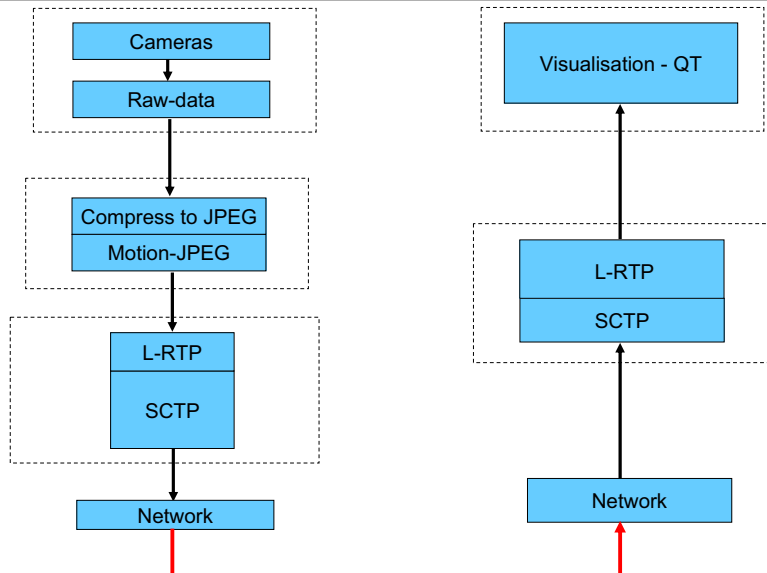 Cameras
Raw-data
Compress to JPEG
Motion-JPEG
L-RTP
SCTP
Network
Visualisation - QT
L-RTP
SCTP
Network